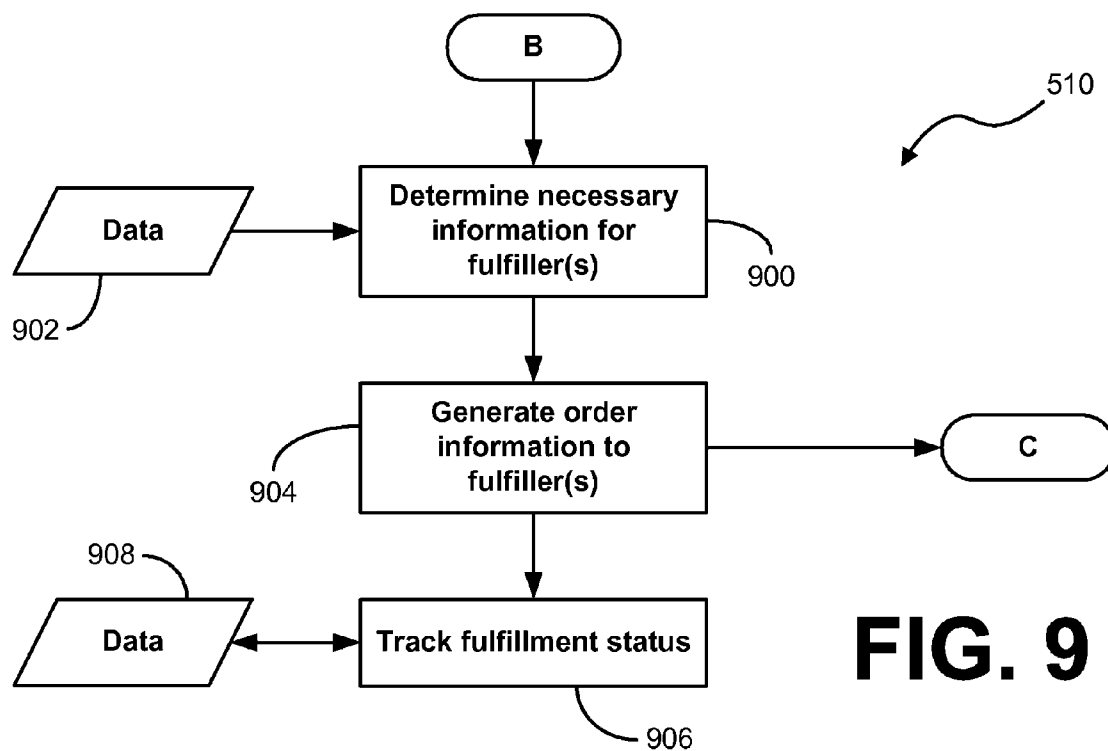 B
510
Determine necessary
information for
fulfiller(s)
Data
900
902
Generate order
information to
fulfiller(s)
C
904
908
Data
Track fulfillment status
FIG. 9
906